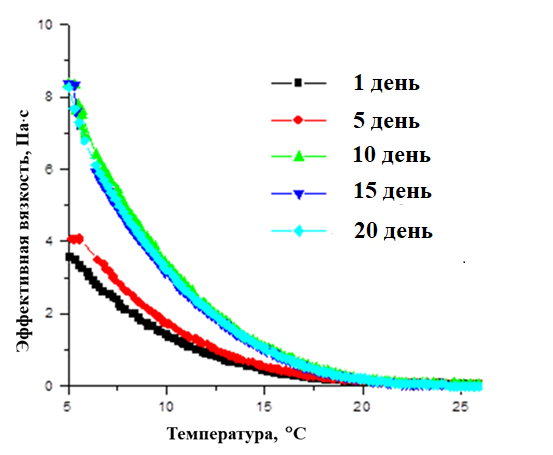 10
8
6
4
2
0
5
10
15
20
25
Эффективная вязкость, Па·с
Температура, °С
1 день
5 день
10 день
15 день
20 день